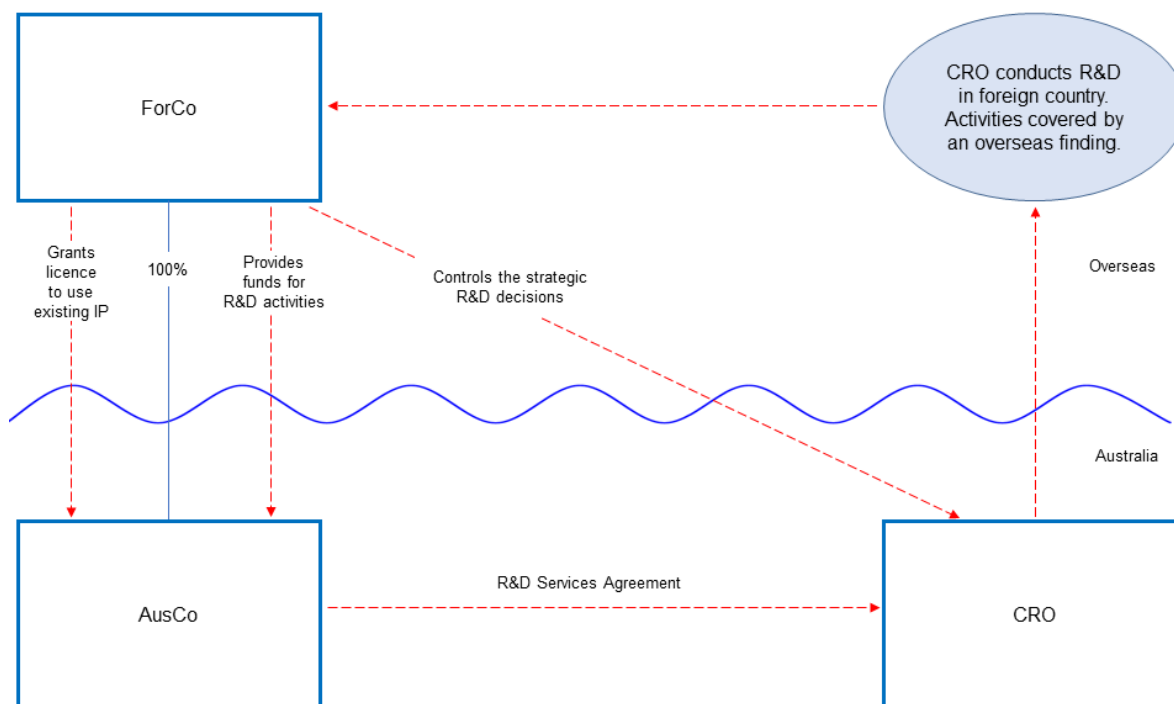 ForCo
CRO conducts R&D
in foreign country.
Activities covered by
an overseas finding.
Grants
licence
to use
existing IP
100%
Provides
funds for
R&D activities
Controls the strategic
R&D decisions
Overseas
Australia
AusCo
R&D Services Agreement
CRO